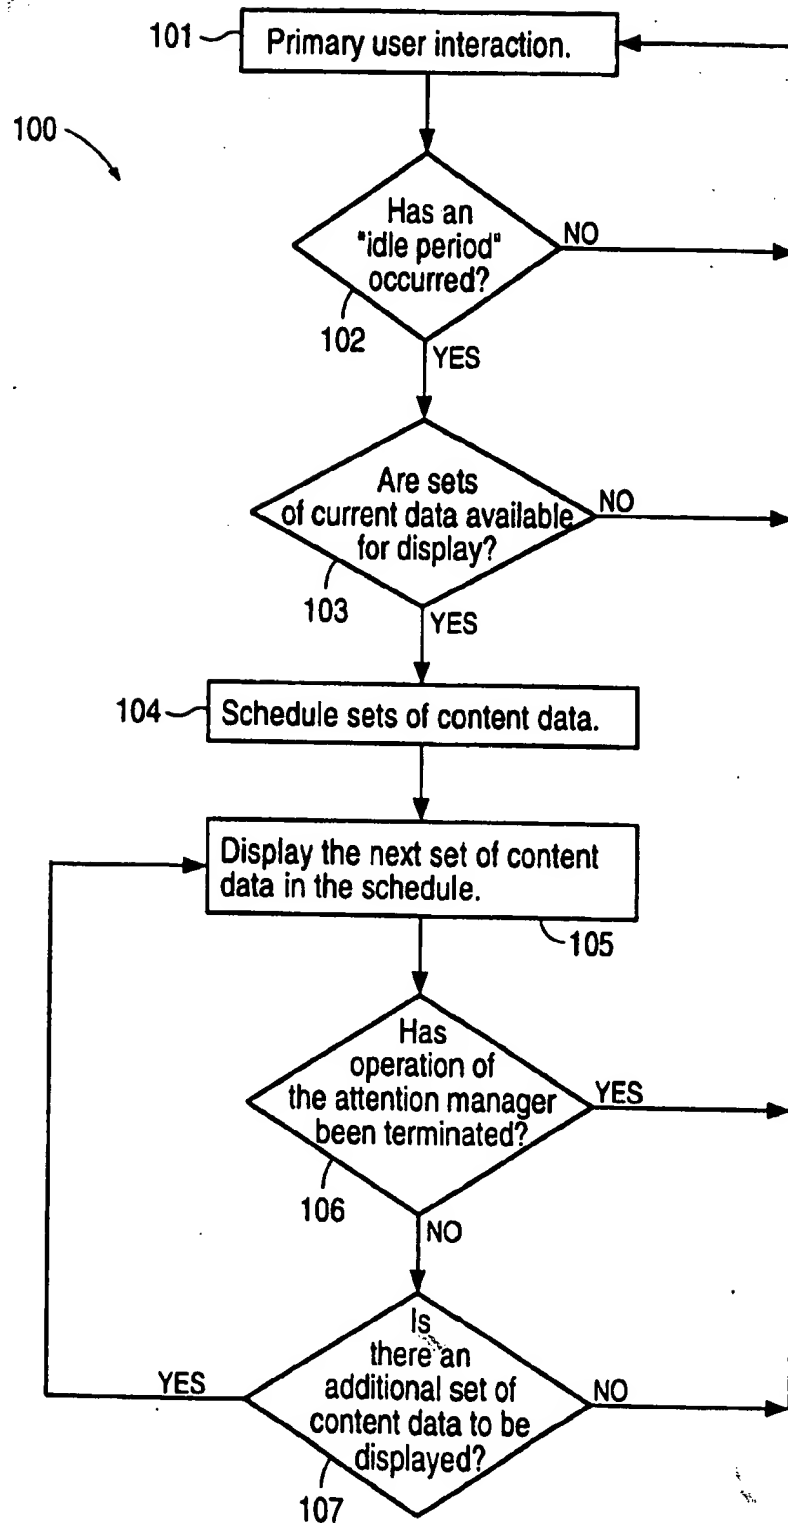 101
Primary user interaction.
100
Has an
"idle period"
occurred?
NO
102
YES
Are sets
of current data available
for display?
NO
103
YES
104
Schedule sets of content data.
Display the next set of content
data in the schedule.
105
Has
operation of
the attention manager
been terminated?
YES
106
NO
Is
there an
additional set of
content data to be
displayed?
YES
NO
107